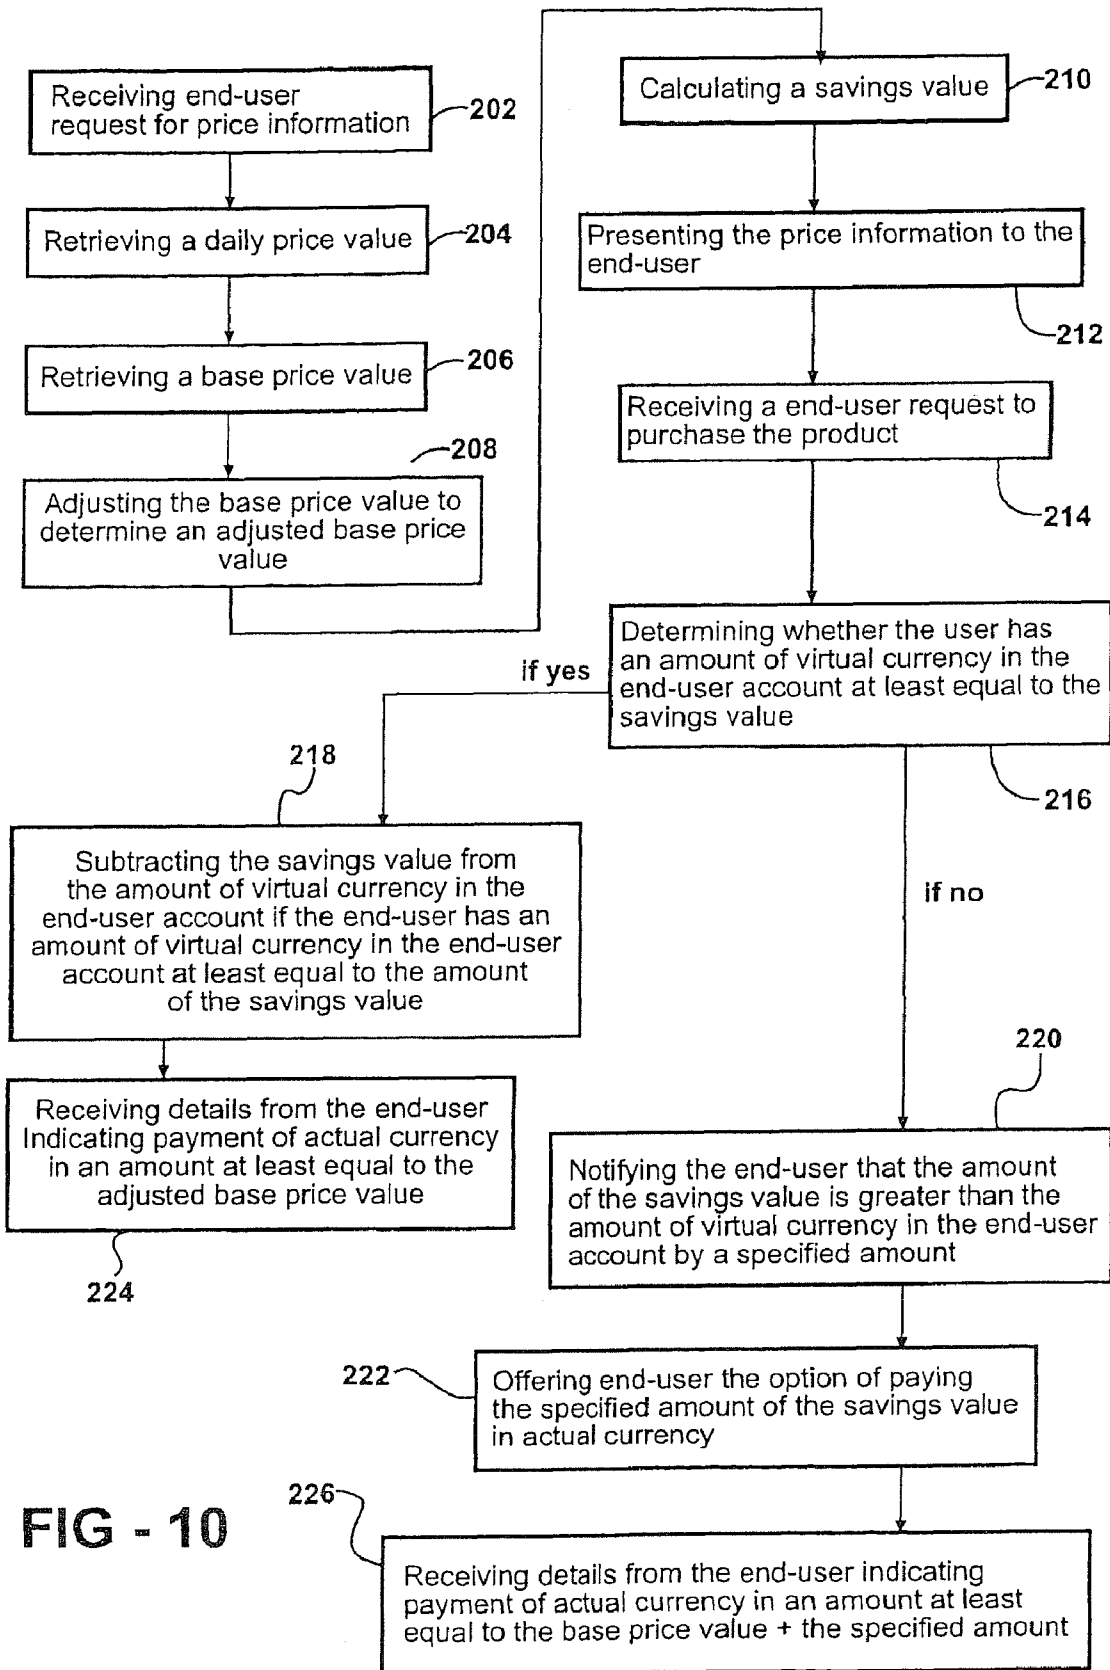 Receiving end-user
request for price information
202
Retrieving a daily price value
204
Retrieving a base price value
206
208
Adjusting the base price value to
determine an adjusted base price
value
Calculating a savings value
210
Presenting the price information to the
end-user
212
Receiving a end-user request to
purchase the product
214
Determining whether the user has
an amount of virtual currency in the
end-user account at least equal to the
savings value
216
if yes
218
Subtracting the savings value from
the amount of virtual currency in the
end-user account if the end-user has an
amount of virtual currency in the end-user
account at least equal to the amount
of the savings value
Receiving details from the end-user
Indicating payment of actual currency
in an amount at least equal to the
adjusted base price value
224
if no
220
Notifying the end-user that the amount
of the savings value is greater than the
amount of virtual currency in the end-user
account by a specified amount
222
Offering end-user the option of paying
the specified amount of the savings value
in actual currency
226
Receiving details from the end-user indicating
payment of actual currency in an amount at least
equal to the base price value + the specified amount
FIG - 10